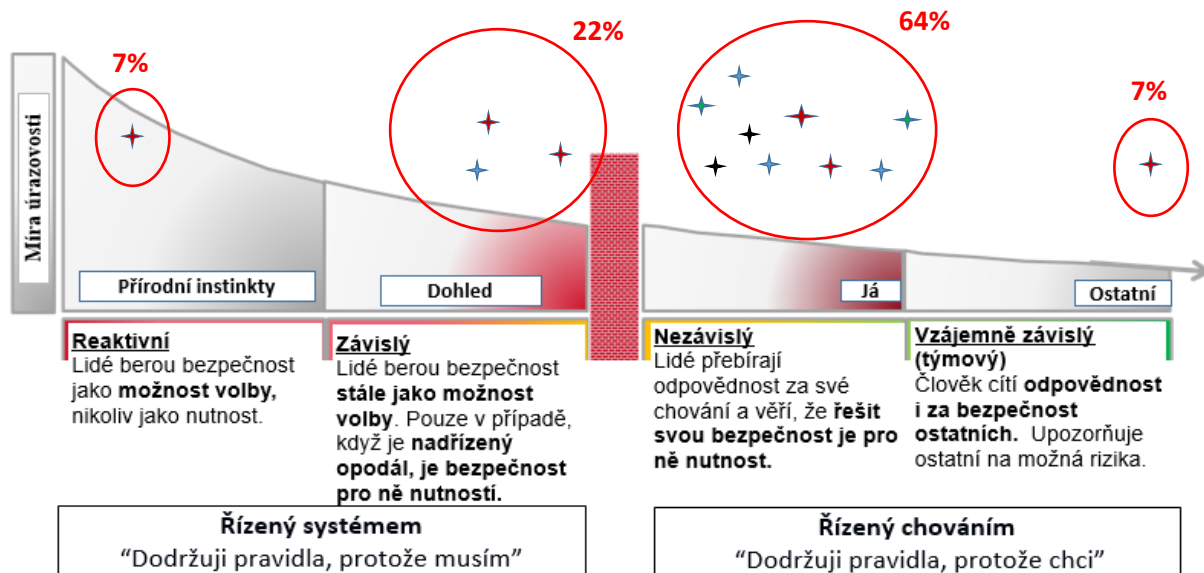 7%
22%
64%
7%
Míra úrazovosti
Přírodní instinkty
Dohled
Já
Ostatní
Reaktivní
Lidé berou bezpečnost
jako možnost volby,
nikoliv jako nutnost.
Závislý
Lidé berou bezpečnost
stále jako možnost
volby. Pouze v případě,
když je nadřízený
opodál, je bezpečnost
pro ně nutností.
Nezávislý
Lidé přebírají
odpovědnost za své
chování a věří, že řešit
svou bezpečnost je pro
ně nutnost.
Vzájemně závislý
(týmový)
Člověk cítí odpovědnost
i za bezpečnost
ostatních. Upozorňuje
ostatní na možná rizika.
Řízený systémem
“Dodržuji pravidla, protože musím”
Řízený chováním
“Dodržuji pravidla, protože chci”